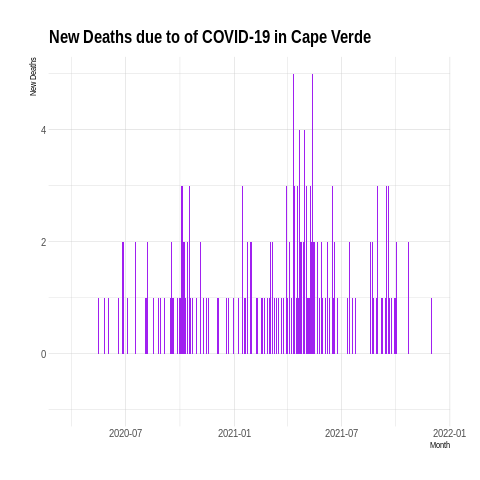 New Deaths due to of COVID-19 in Cape Verde
New Deaths
4
2
0
2020-07 2021-01 2021-07 2022-01
Month